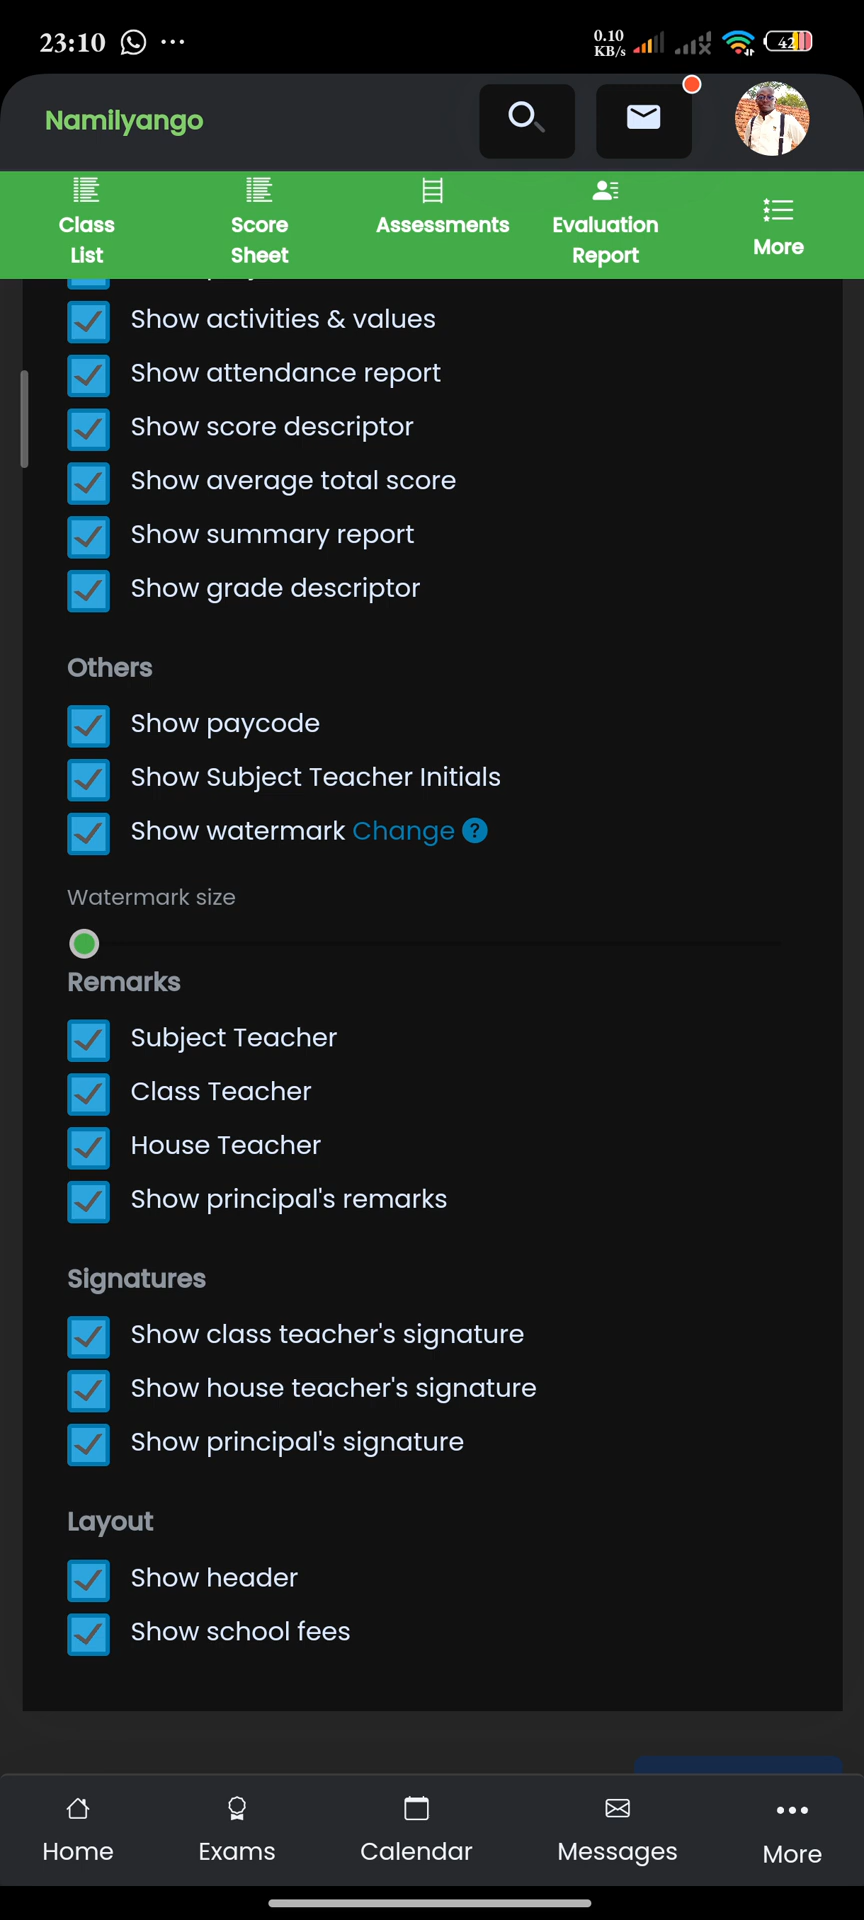 23:10
0.10
KB/s
42
Namilyango
Class
List
Score
Sheet
Assessments
Evaluation
Report
More
Show activities & values
Show attendance report
Show score descriptor
Show average total score
Show summary report
Show grade descriptor
Others
Show paycode
Show Subject Teacher Initials
Show watermark Change ?
Watermark size
Remarks
Subject Teacher
Class Teacher
House Teacher
Show principal's remarks
Signatures
Show class teacher's signature
Show house teacher's signature
Show principal's signature
Layout
Show header
Show school fees
Home
Exams
Calendar
Messages
More